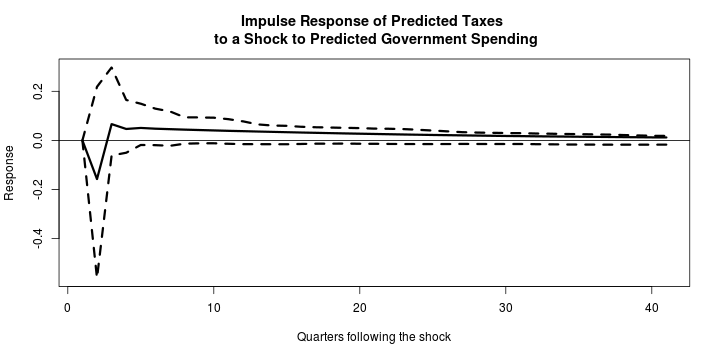 Impulse Response of Predicted Taxes
to a Shock to Predicted Government Spending
Response
0.2
0.0
-0.2
-0.4
0 10 20 30 40
Quarters following the shock